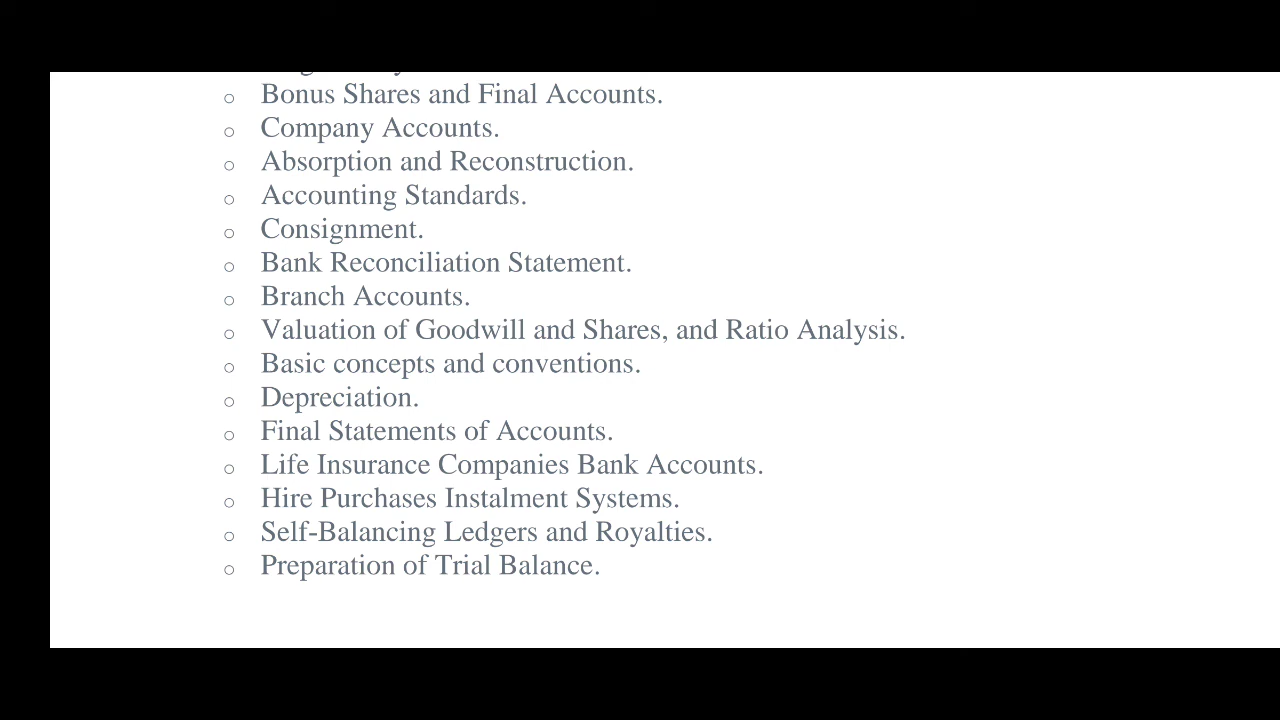 o Bonus Shares and Final Accounts.
o Company Accounts.
o Absorption and Reconstruction.
o Accounting Standards.
o Consignment.
o Bank Reconciliation Statement.
o Branch Accounts.
o Valuation of Goodwill and Shares, and Ratio Analysis.
o Basic concepts and conventions.
o Depreciation.
o Final Statements of Accounts.
o Life Insurance Companies Bank Accounts.
o Hire Purchases Instalment Systems.
o Self-Balancing Ledgers and Royalties.
o Preparation of Trial Balance.